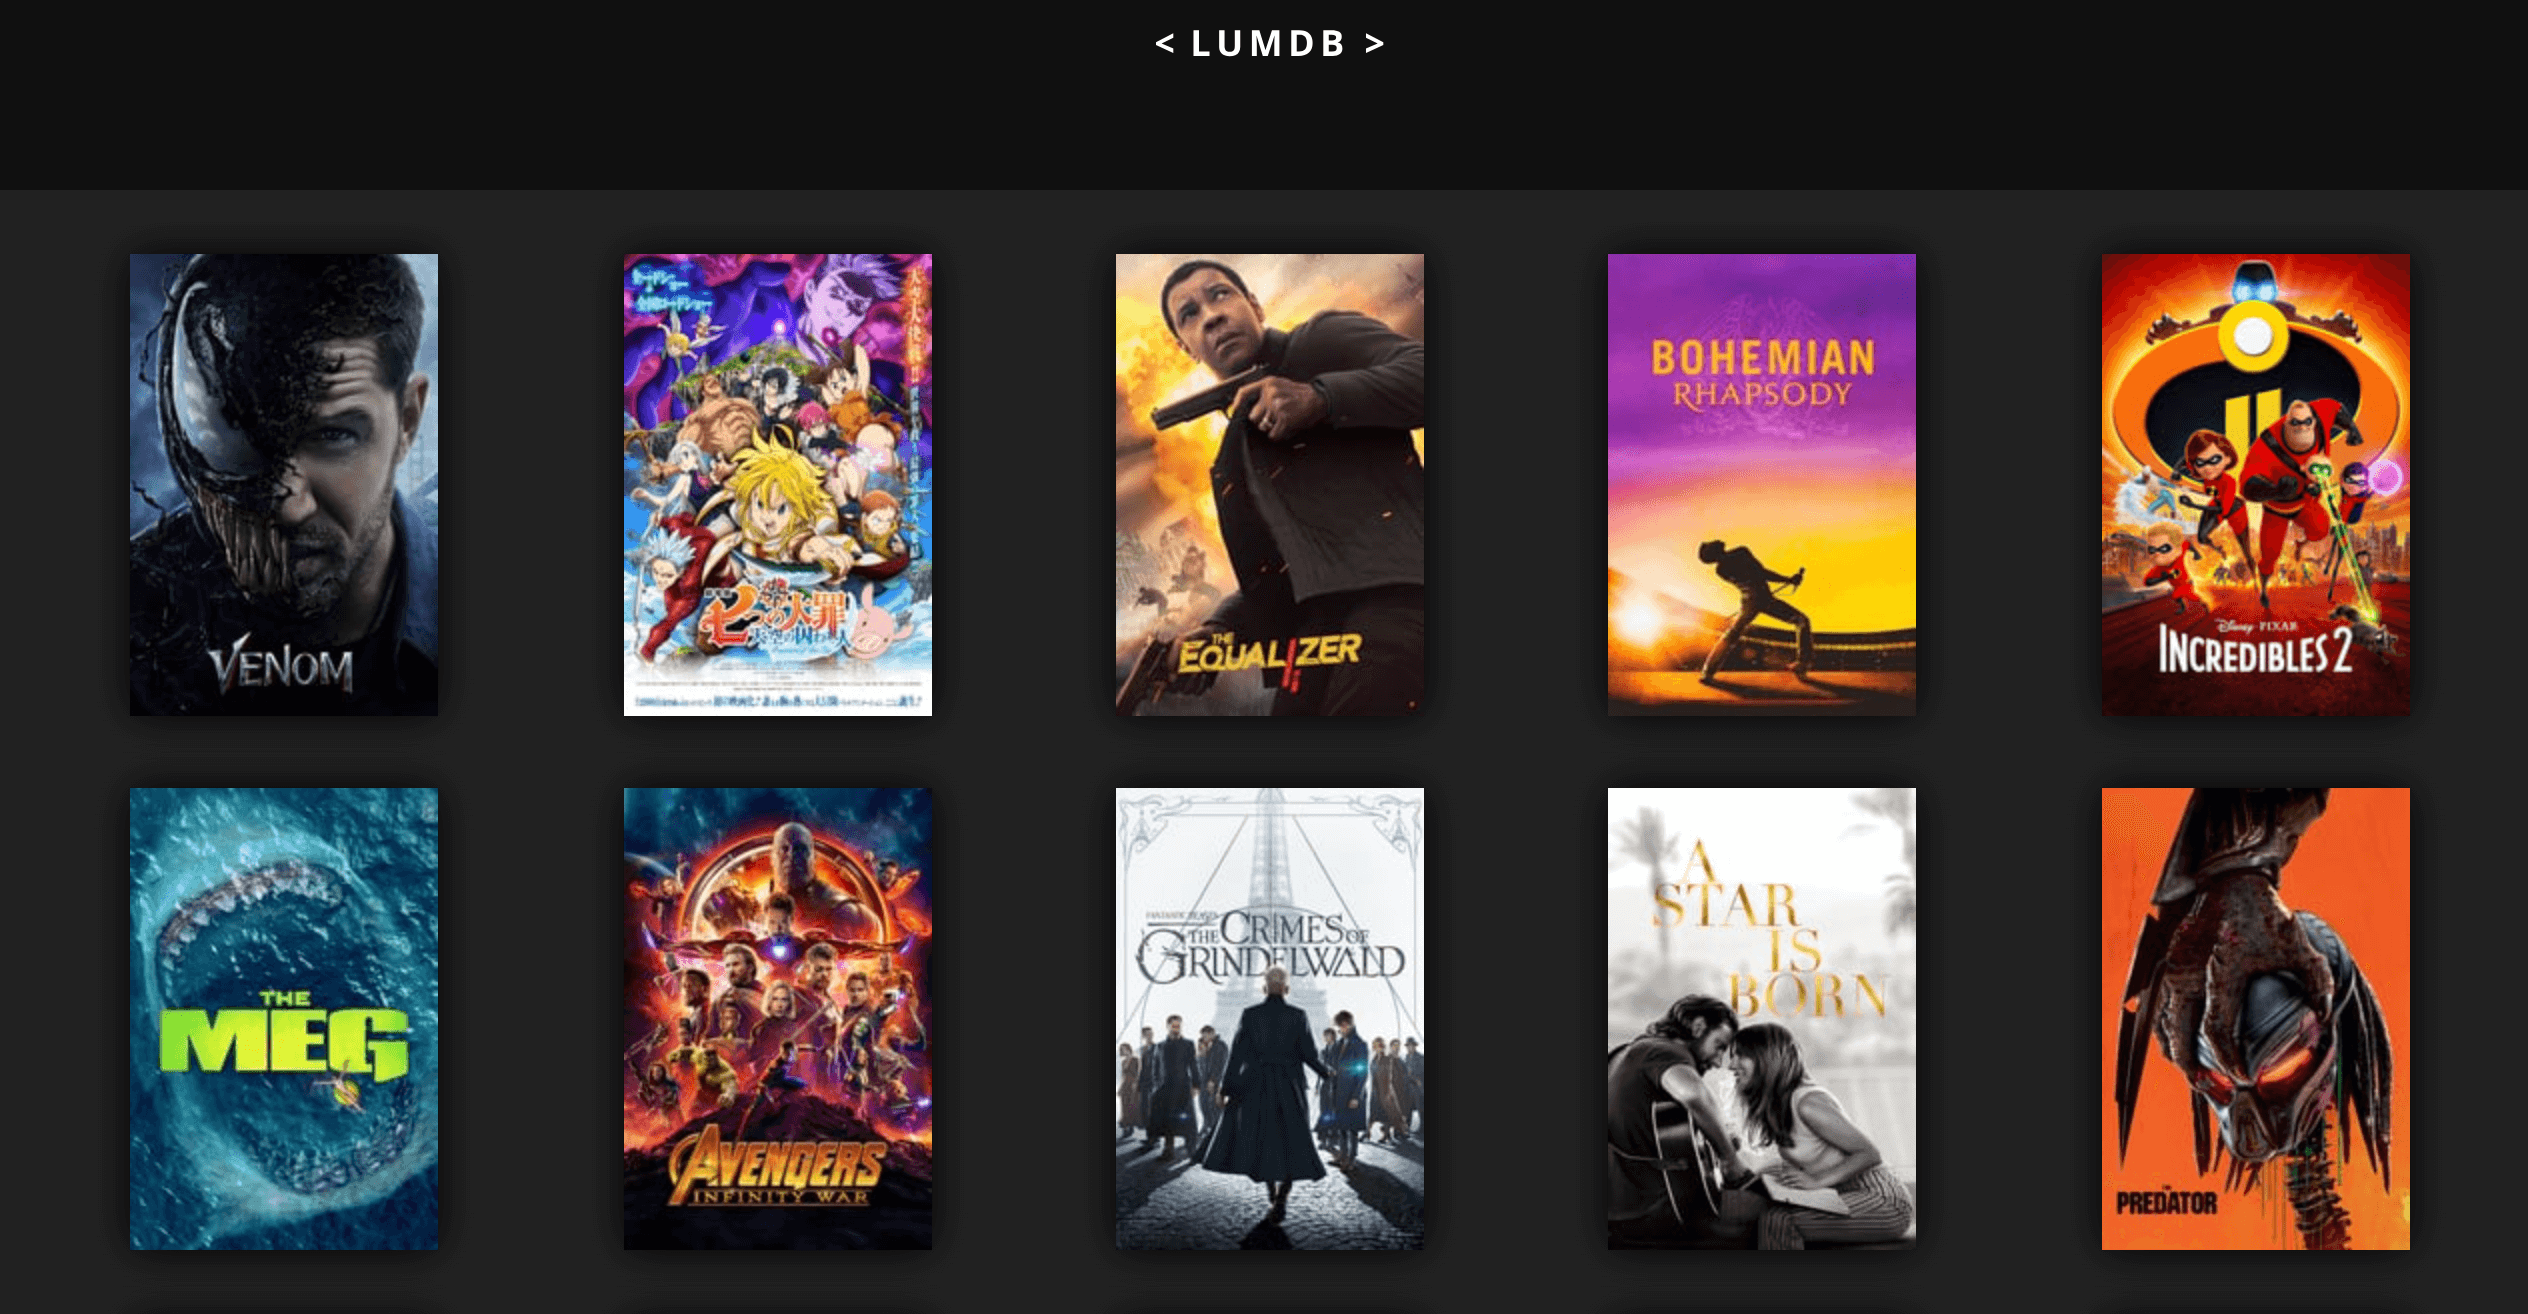 < LUMDB >
VENOM
七つの大罪
天空の囚われ人
THE
EQUALIZER
BOHEMIAN
RHAPSODY
Disney PIXAR
INCREDIBLES 2
THE
MEG
AVENGERS
INFINITY WAR
FANTASTIC BEASTS
THE CRIMES OF
GRINDELWALD
A
STAR
IS
BORN
THE
PREDATOR